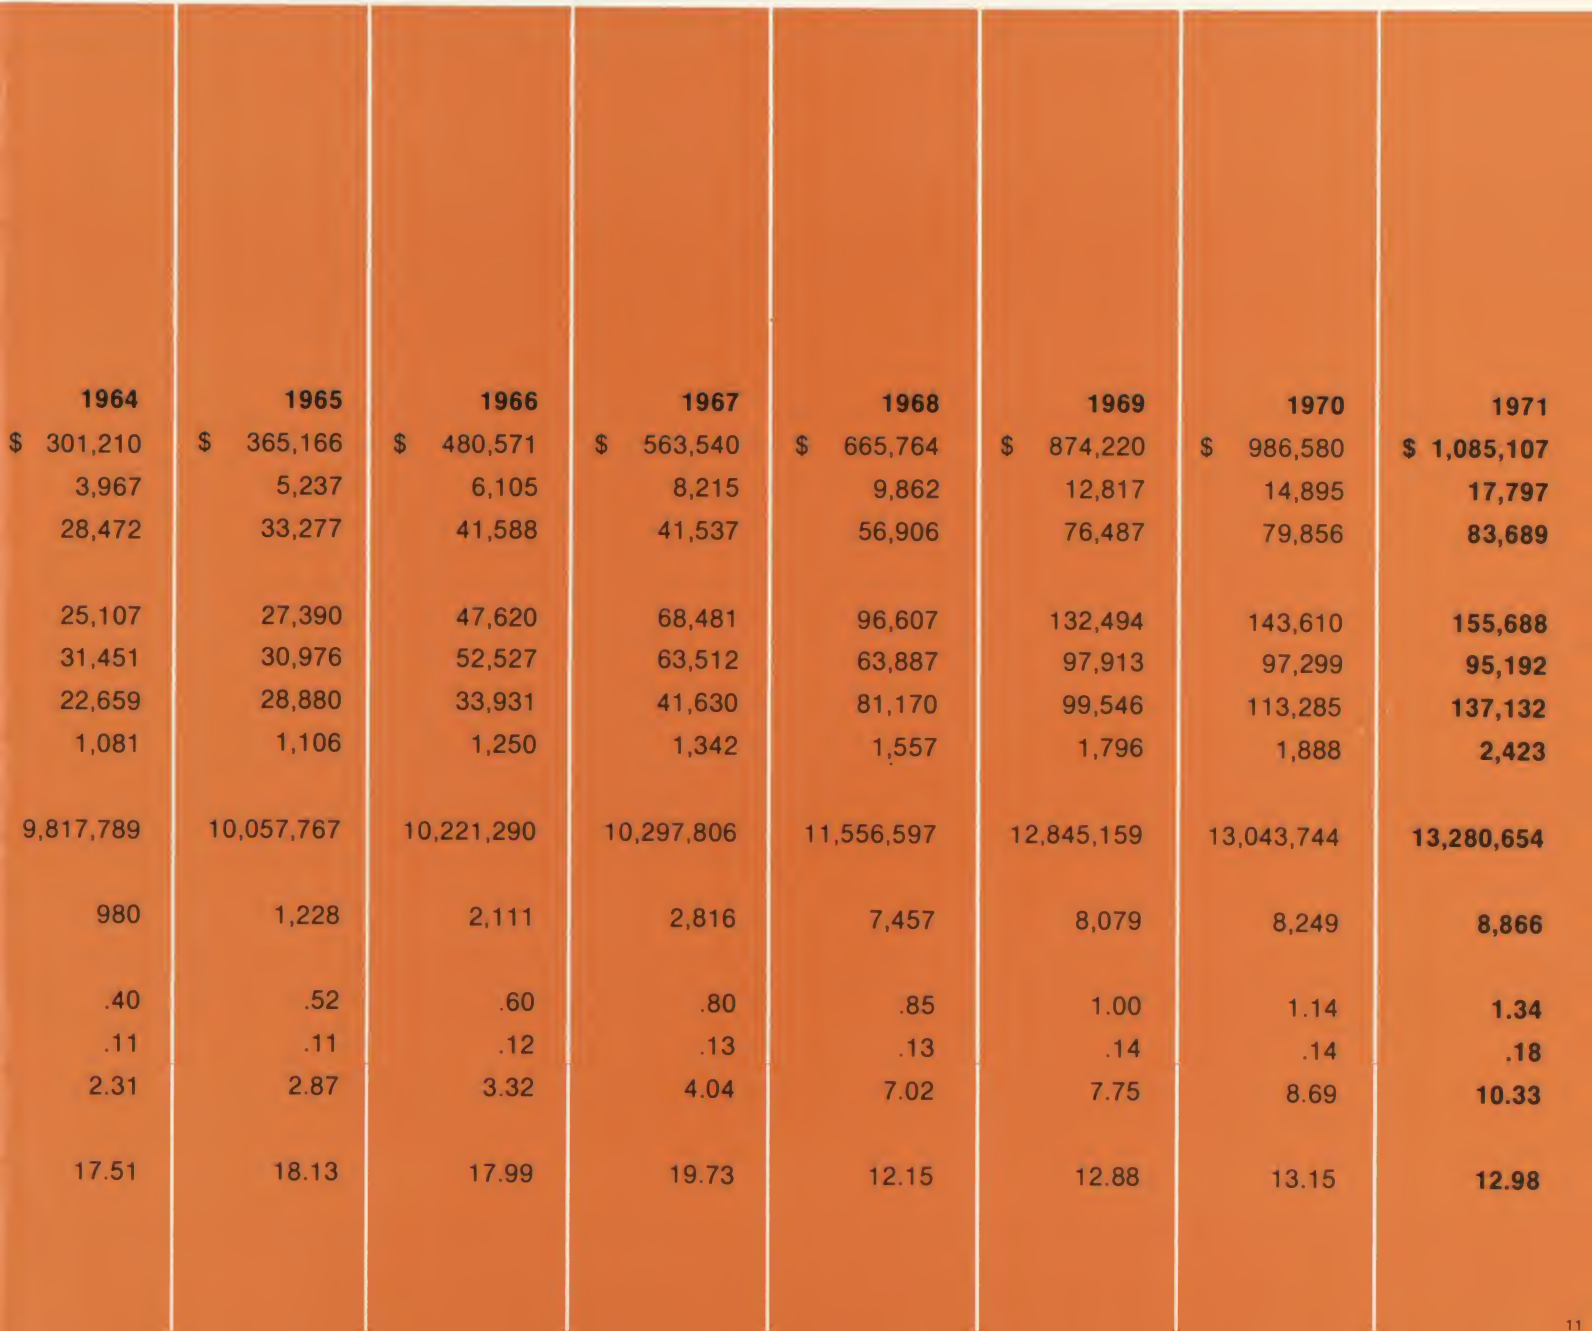 1964 1965 1966 1967 1968 1969 1970 1971
$ 301,210 $ 365,166 $ 480,571 $ 563,540 $ 665,764 $ 874,220 $ 986,580 $ 1,085,107
3,967 5,237 6,105 8,215 9,862 12,817 14,895 17,797
28,472 33,277 41,588 41,537 56,906 76,487 79,856 83,689
25,107 27,390 47,620 68,481 96,607 132,494 143,610 155,688
31,451 30,976 52,527 63,512 63,887 97,913 97,299 95,192
22,659 28,880 33,931 41,630 81,170 99,546 113,285 137,132
1,081 1,106 1,250 1,342 1,557 1,796 1,888 2,423
9,817,789 10,057,767 10,221,290 10,297,806 11,556,597 12,845,159 13,043,744 13,280,654
980 1,228 2,111 2,816 7,457 8,079 8,249 8,866
.40 .52 .60 .80 .85 1.00 1.14 1.34
.11 .11 .12 .13 .13 .14 .14 .18
2.31 2.87 3.32 4.04 7.02 7.75 8.69 10.33
17.51 18.13 17.99 19.73 12.15 12.88 13.15 12.98
11